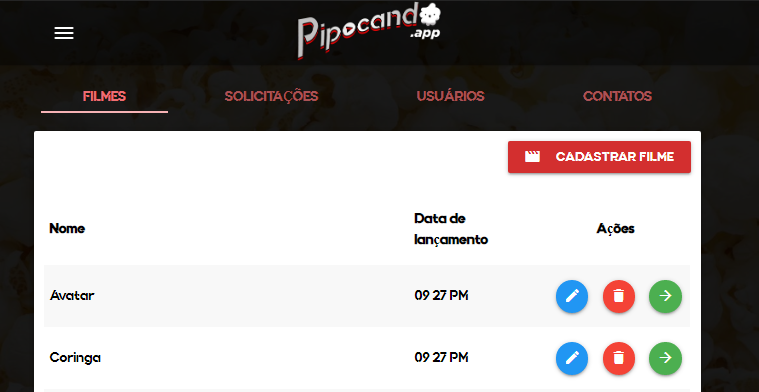 Pipocand
.app
FILMES SOLICITAÇÕES USUÁRIOS CONTATOS
CADASTRAR FILME
Nome Data de lançamento Ações
Avatar 09 27 PM
Coringa 09 27 PM